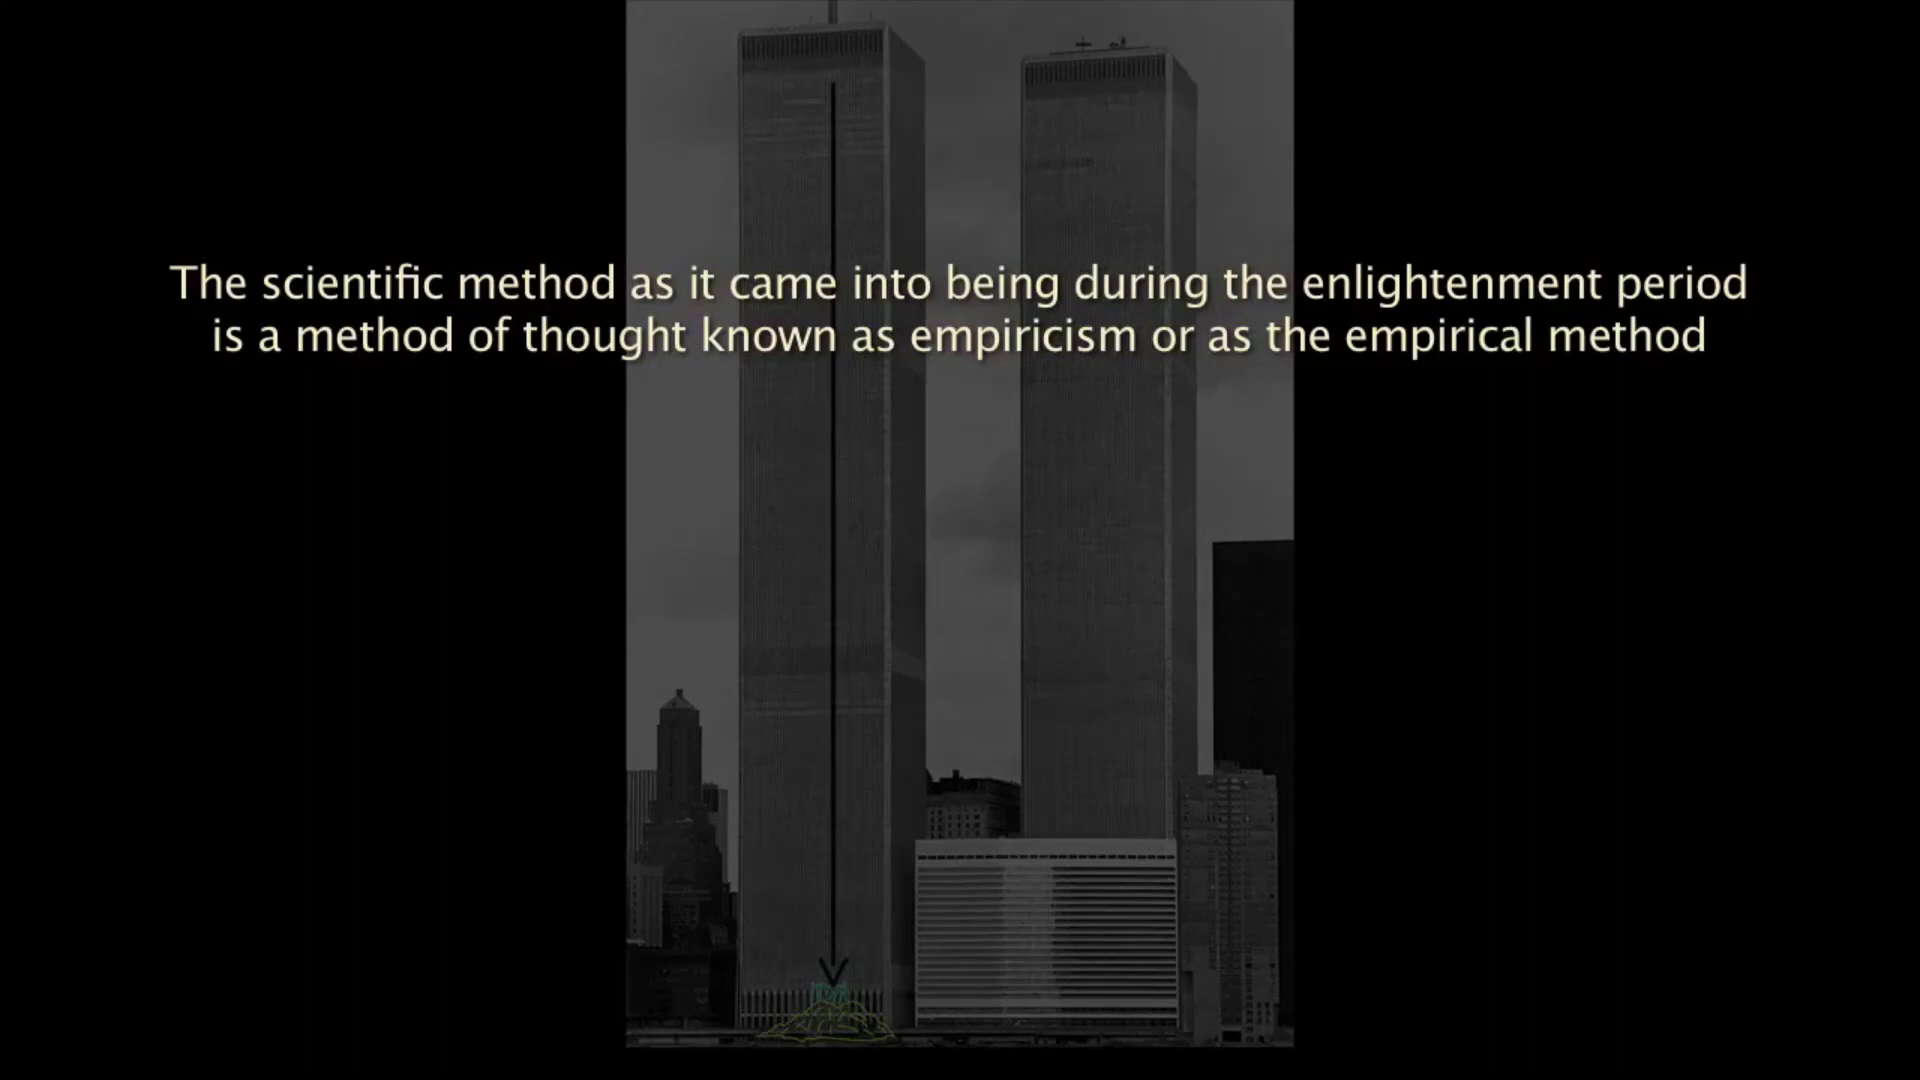 The scientific method as it came into being during the enlightenment period
is a method of thought known as empiricism or as the empirical method